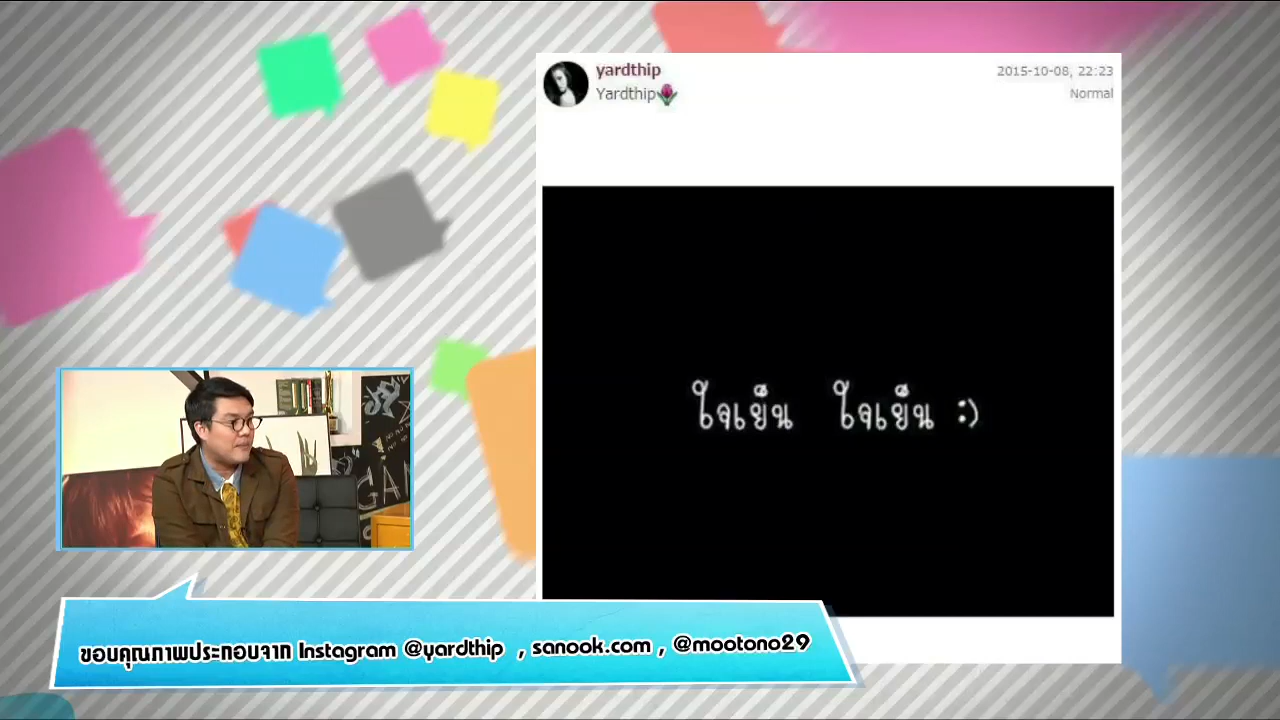 yardthip
Yardthip
2015-10-08, 22:23
Normal
ใจเย็น ใจเย็น :)
ขอบคุณภาพประกอบจาก Instagram @yardthip , sanook.com , @mootono29